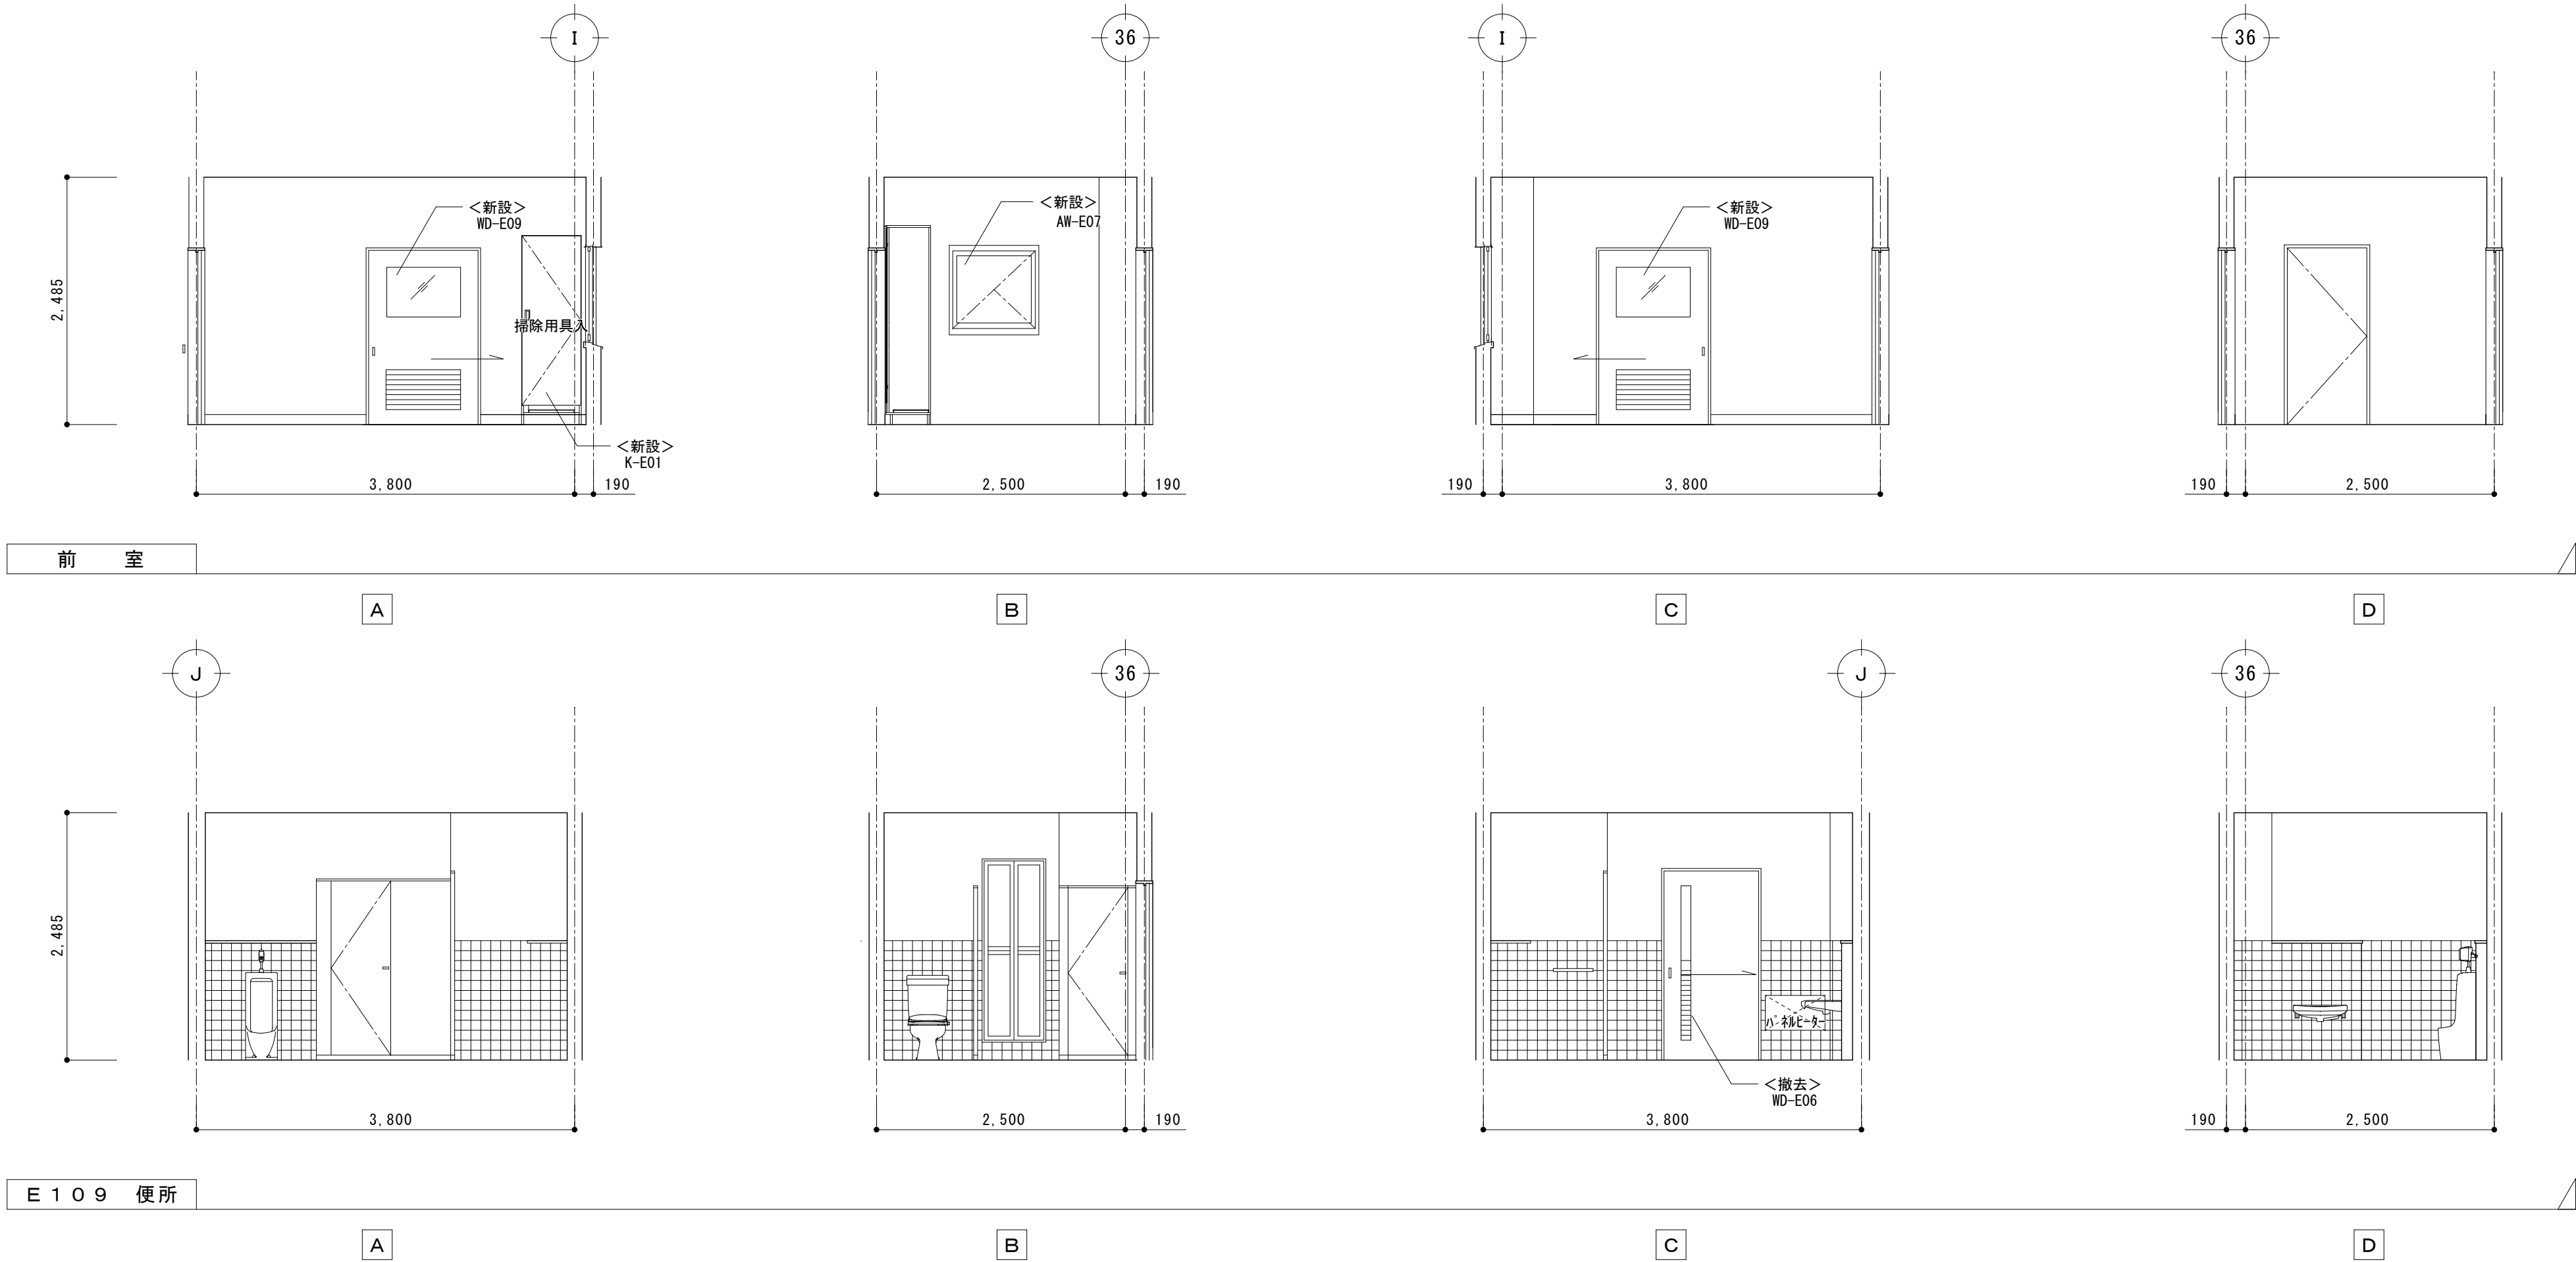 I
36
I
36
＜新設＞
WD-E09
＜新設＞
AW-E07
＜新設＞
WD-E09
2,485
掃除用具入
＜新設＞
K-E01
3,800
190
2,500
190
190
3,800
190
2,500
前　室
A
B
C
D
J
36
J
36
2,485
パネルヒーター
＜撤去＞
WD-E06
3,800
2,500
190
3,800
190
2,500
Ｅ１０９　便所
A
B
C
D